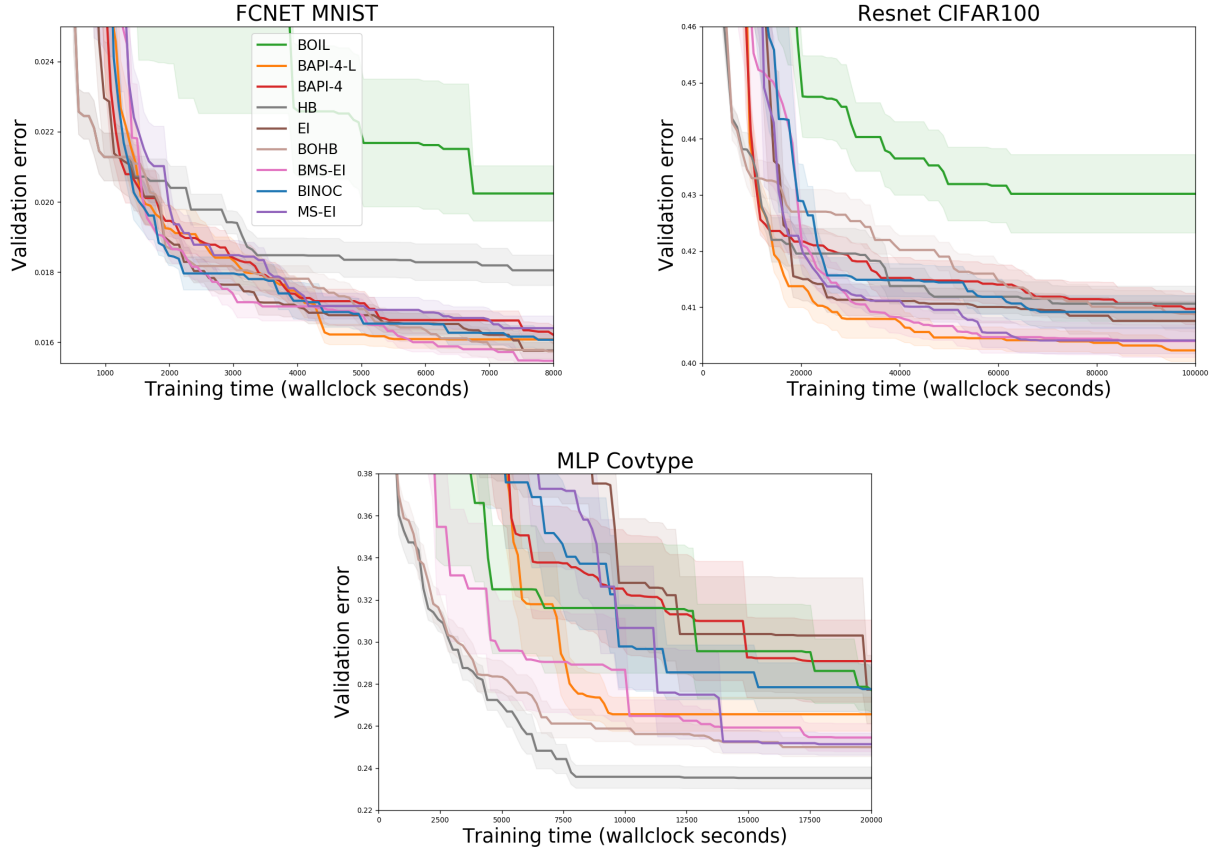 FCNET MNIST
0.024
0.022
0.020
0.018
0.016
Validation error
BOIL
BAPI-4-L
BAPI-4
HB
EI
BOHB
BMS-EI
BINOC
MS-EI
1000 2000 3000 4000 5000 6000 7000 8000
Training time (wallclock seconds)
Resnet CIFAR100
0.46
0.45
0.44
0.43
0.42
0.41
0.40
Validation error
0 20000 40000 60000 80000 100000
Training time (wallclock seconds)
MLP Covtype
0.38
0.36
0.34
0.32
0.30
0.28
0.26
0.24
0.22
Validation error
0 2500 5000 7500 10000 12500 15000 17500 20000
Training time (wallclock seconds)